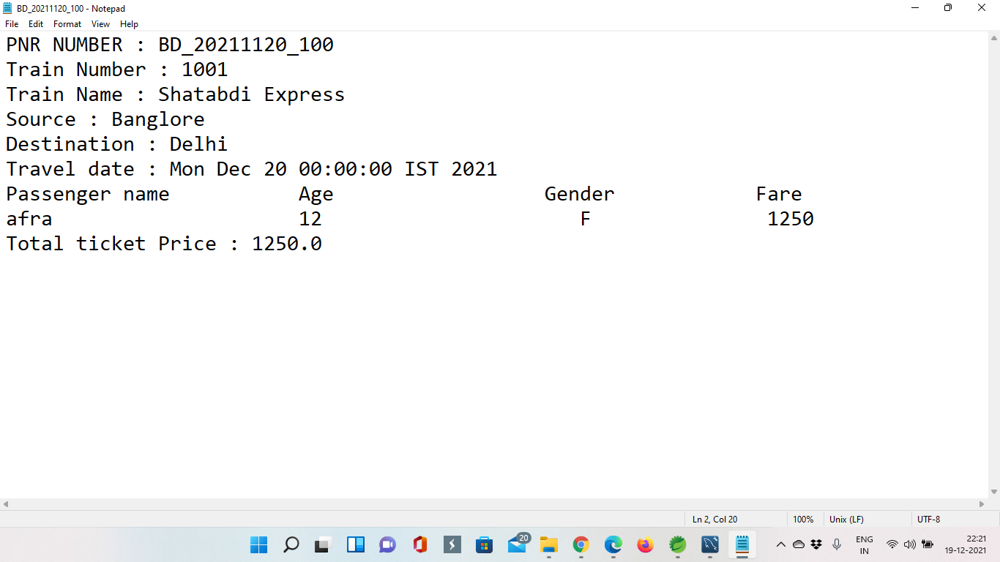 BD_20211120_100 - Notepad
File Edit Format View Help
PNR NUMBER : BD_20211120_100
Train Number : 1001
Train Name : Shatabdi Express
Source : Banglore
Destination : Delhi
Travel date : Mon Dec 20 00:00:00 IST 2021
Passenger name Age Gender Fare
afra 12 F 1250
Total ticket Price : 1250.0
Ln 2, Col 20 100% Unix (LF) UTF-8
20
ENG
IN
22:21
19-12-2021